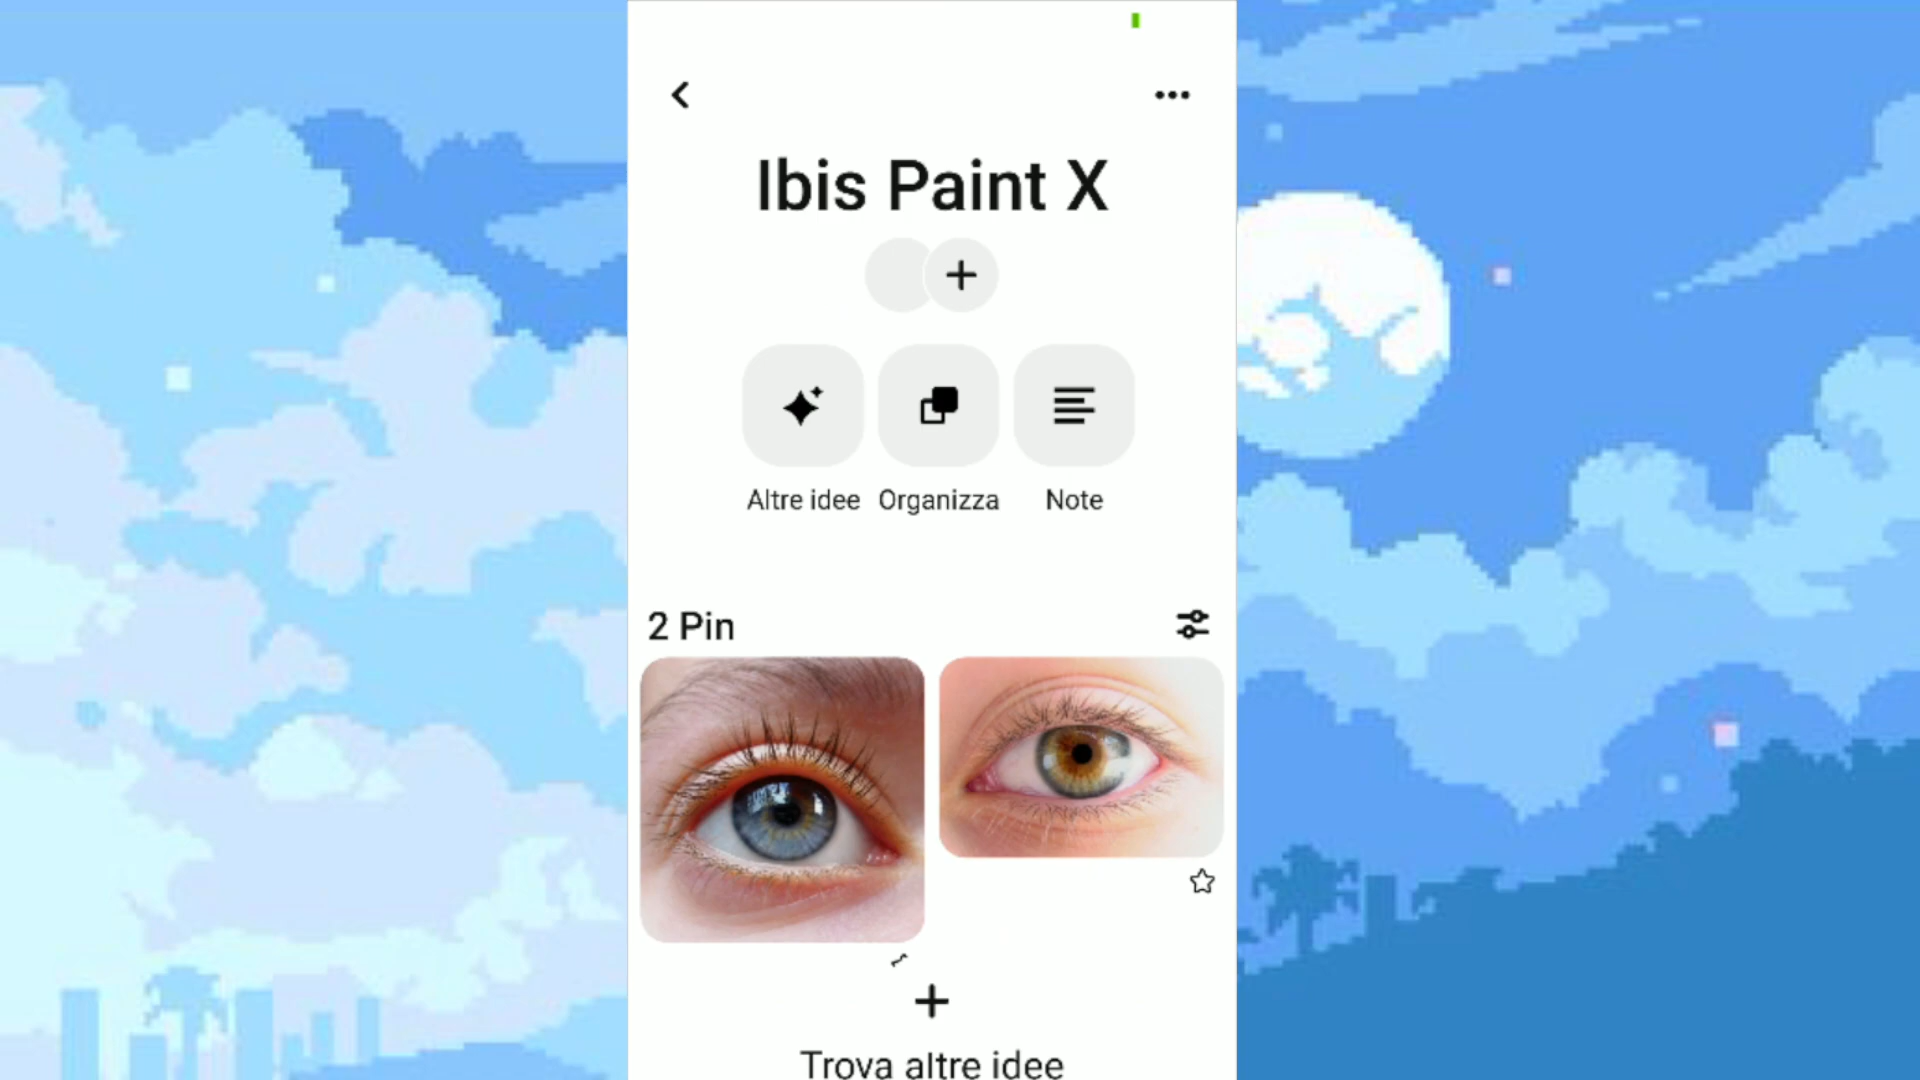 Ibis Paint X
Altre idee
Organizza
Note
2 Pin
Trova altre idee